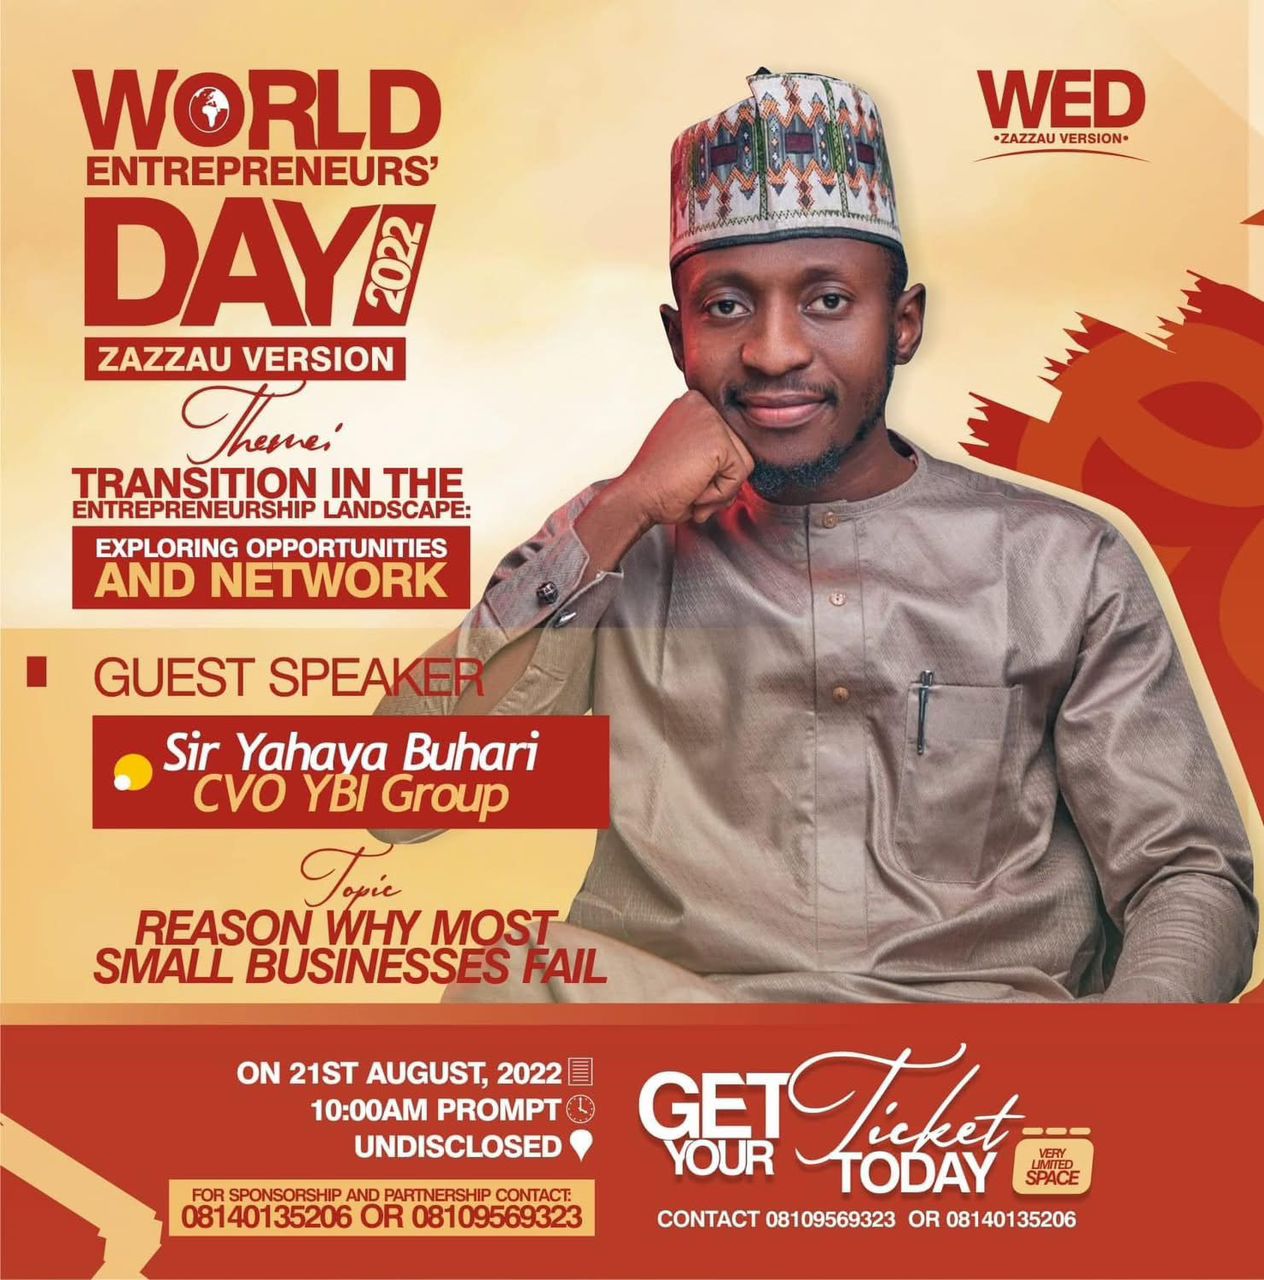 WORLD
ENTREPRENEURS'
DAY 2022
ZAZZAU VERSION
WED
•ZAZZAU VERSION•
Theme:
TRANSITION IN THE
ENTREPRENEURSHIP LANDSCAPE:
EXPLORING OPPORTUNITIES
AND NETWORK
GUEST SPEAKER
Sir Yahaya Buhari
CVO YBI Group
Topic
REASON WHY MOST
SMALL BUSINESSES FAIL
ON 21ST AUGUST, 2022
10:00AM PROMPT
UNDISCLOSED
FOR SPONSORSHIP AND PARTNERSHIP CONTACT:
08140135206 OR 08109569323
GET Ticket
YOUR TODAY
VERY
LIMITED
SPACE
CONTACT 08109569323 OR 08140135206